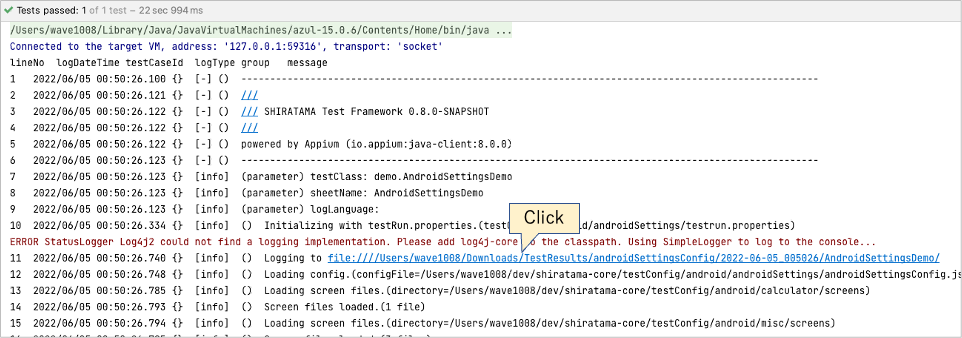 Tests passed: 1 of 1 test – 22 sec 994 ms
/Users/wave1008/Library/Java/JavaVirtualMachines/azul-15.0.6/Contents/Home/bin/java ...
Connected to the target VM, address: '127.0.0.1:59316', transport: 'socket'
lineNo logDateTime testCaseId logType group message
1 2022/06/05 00:50:26.100 {} [-] () ----------------------------------------------------------------------------------------------------
2 2022/06/05 00:50:26.121 {} [-] () ///
3 2022/06/05 00:50:26.122 {} [-] () /// SHIRATAMA Test Framework 0.8.0-SNAPSHOT
4 2022/06/05 00:50:26.122 {} [-] () ///
5 2022/06/05 00:50:26.122 {} [-] () powered by Appium (io.appium:java-client:8.0.0)
6 2022/06/05 00:50:26.123 {} [-] () ----------------------------------------------------------------------------------------------------
7 2022/06/05 00:50:26.123 {} [info] (parameter) testClass: demo.AndroidSettingsDemo
8 2022/06/05 00:50:26.123 {} [info] (parameter) sheetName: AndroidSettingsDemo
9 2022/06/05 00:50:26.123 {} [info] (parameter) logLanguage:
Click
10 2022/06/05 00:50:26.334 {} [info] () Initializing with testRun.properties.(test id/androidSettings/testrun.properties)
ERROR StatusLogger Log4j2 could not find a logging implementation. Please add log4j-core to the classpath. Using SimpleLogger to log to the console...
11 2022/06/05 00:50:26.740 {} [info] () Logging to file:////Users/wave1008/Downloads/TestResults/androidSettingsConfig/2022-06-05_005026/AndroidSettingsDemo/
12 2022/06/05 00:50:26.748 {} [info] () Loading config.(configFile=/Users/wave1008/dev/shiratama-core/testConfig/android/androidSettings/androidSettingsConfig.js
13 2022/06/05 00:50:26.785 {} [info] () Loading screen files.(directory=/Users/wave1008/dev/shiratama-core/testConfig/android/calculator/screens)
14 2022/06/05 00:50:26.793 {} [info] () Screen files loaded.(1 file)
15 2022/06/05 00:50:26.794 {} [info] () Loading screen files.(directory=/Users/wave1008/dev/shiratama-core/testConfig/android/misc/screens)